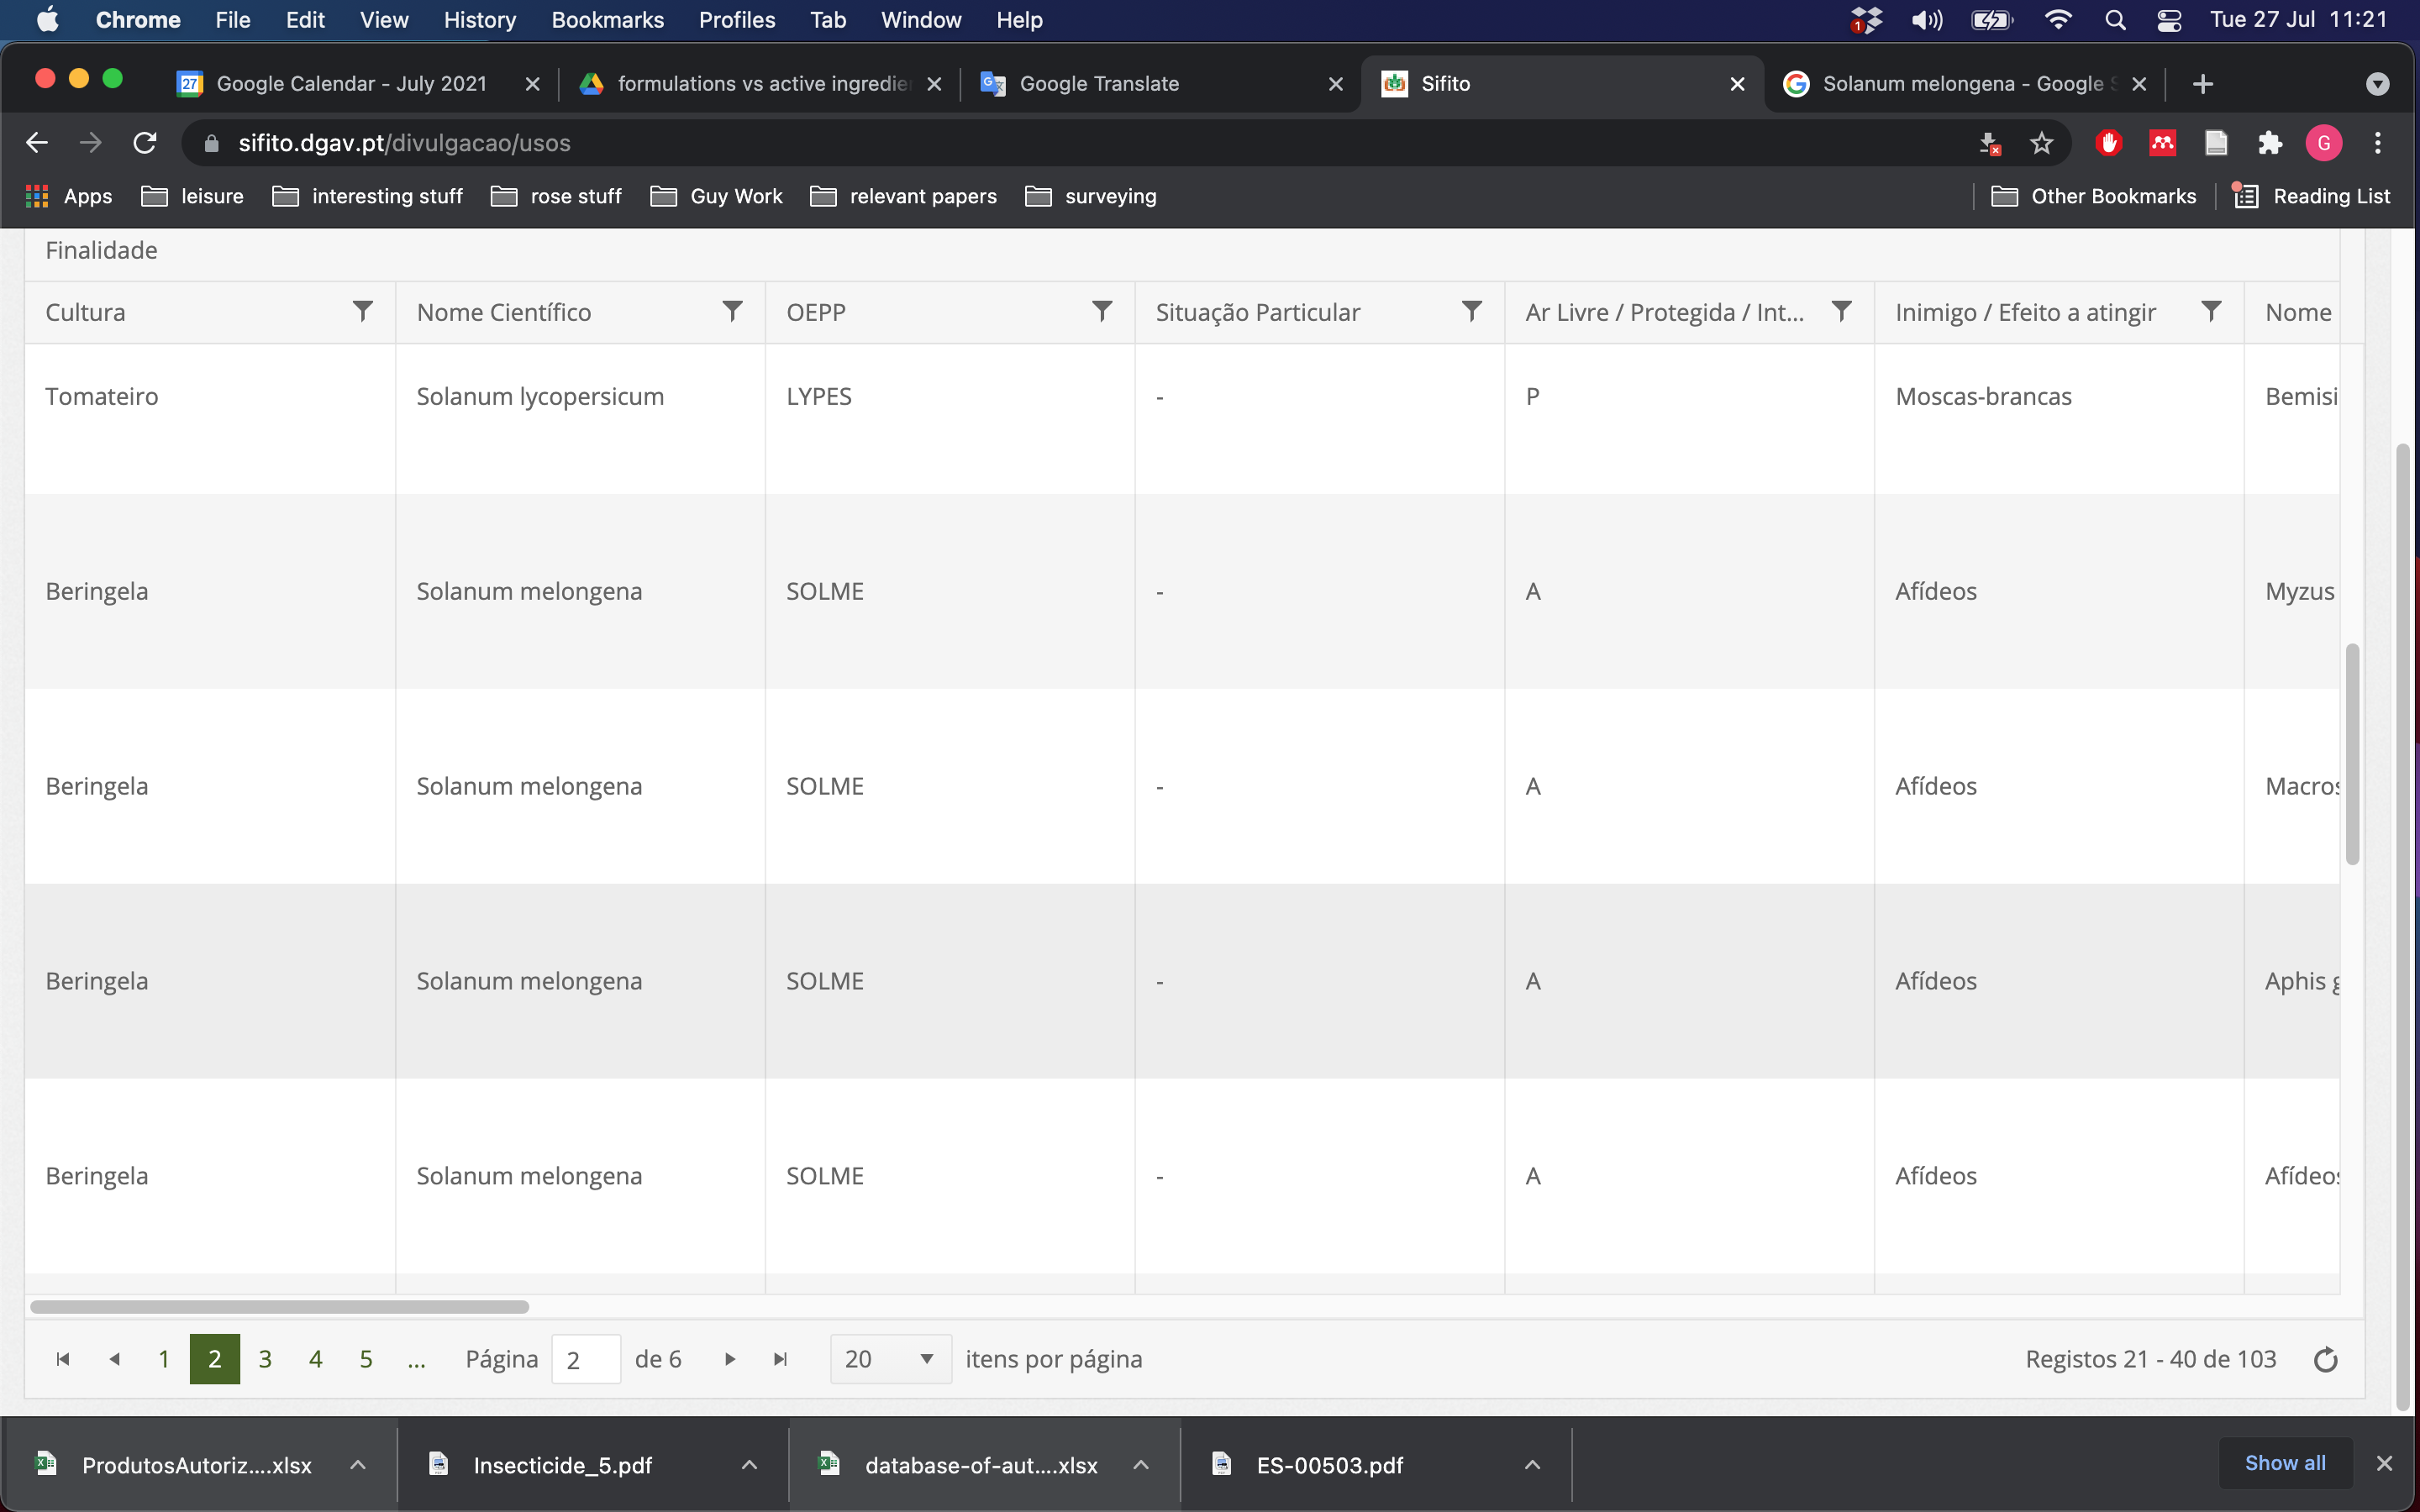 Chrome File Edit View History Bookmarks Profiles Tab Window Help 1 Tue 27 Jul 11:21
27 Google Calendar - July 2021 formulations vs active ingredie Google Translate Sifito Solanum melongena - Google S
sifito.dgav.pt/divulgacao/usos G
Apps leisure interesting stuff rose stuff Guy Work relevant papers surveying Other Bookmarks Reading List
Finalidade
Cultura Nome Científico OEPP Situação Particular Ar Livre / Protegida / Int... Inimigo / Efeito a atingir Nome
Tomateiro Solanum lycopersicum LYPES - P Moscas-brancas Bemisi
Beringela Solanum melongena SOLME - A Afídeos Myzus
Beringela Solanum melongena SOLME - A Afídeos Macros
Beringela Solanum melongena SOLME - A Afídeos Aphis g
Beringela Solanum melongena SOLME - A Afídeos Afídeos
1 2 3 4 5 ... Página 2 de 6 20 itens por página Registos 21 - 40 de 103
ProdutosAutoriz....xlsx Insecticide_5.pdf database-of-aut....xlsx ES-00503.pdf Show all